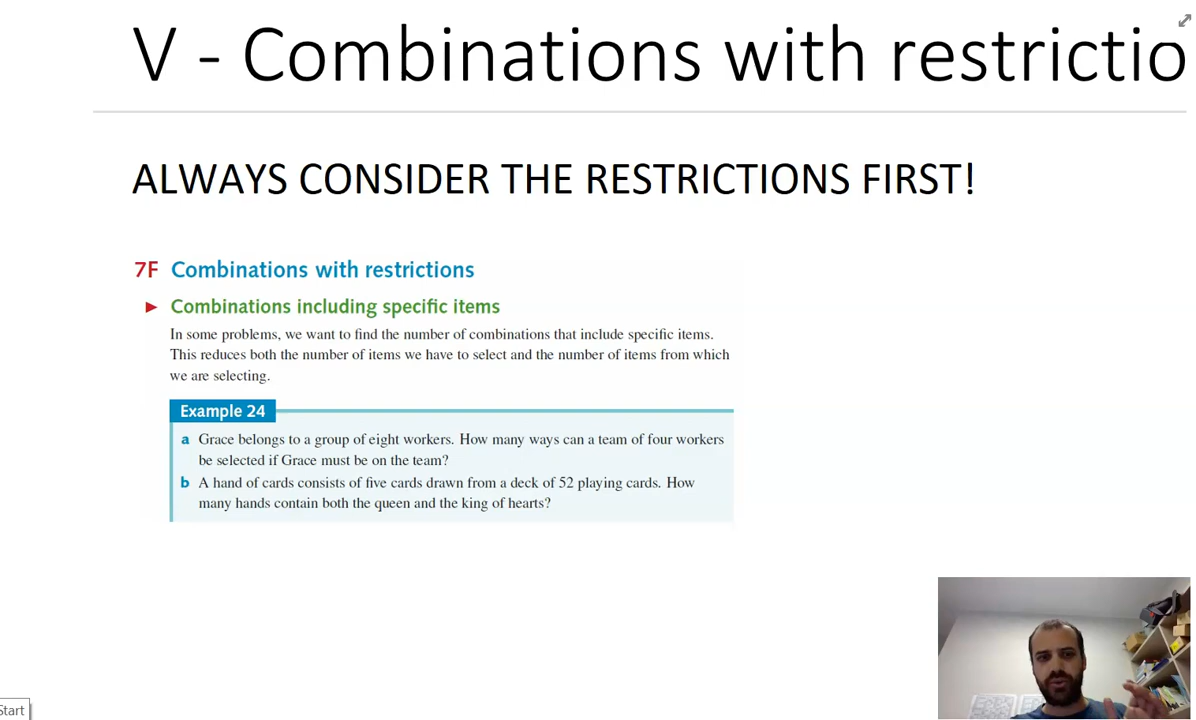 V - Combinations with restrictio
ALWAYS CONSIDER THE RESTRICTIONS FIRST!
7F Combinations with restrictions
► Combinations including specific items
In some problems, we want to find the number of combinations that include specific items.
This reduces both the number of items we have to select and the number of items from which
we are selecting.
Example 24
a Grace belongs to a group of eight workers. How many ways can a team of four workers
be selected if Grace must be on the team?
b A hand of cards consists of five cards drawn from a deck of 52 playing cards. How
many hands contain both the queen and the king of hearts?
Start